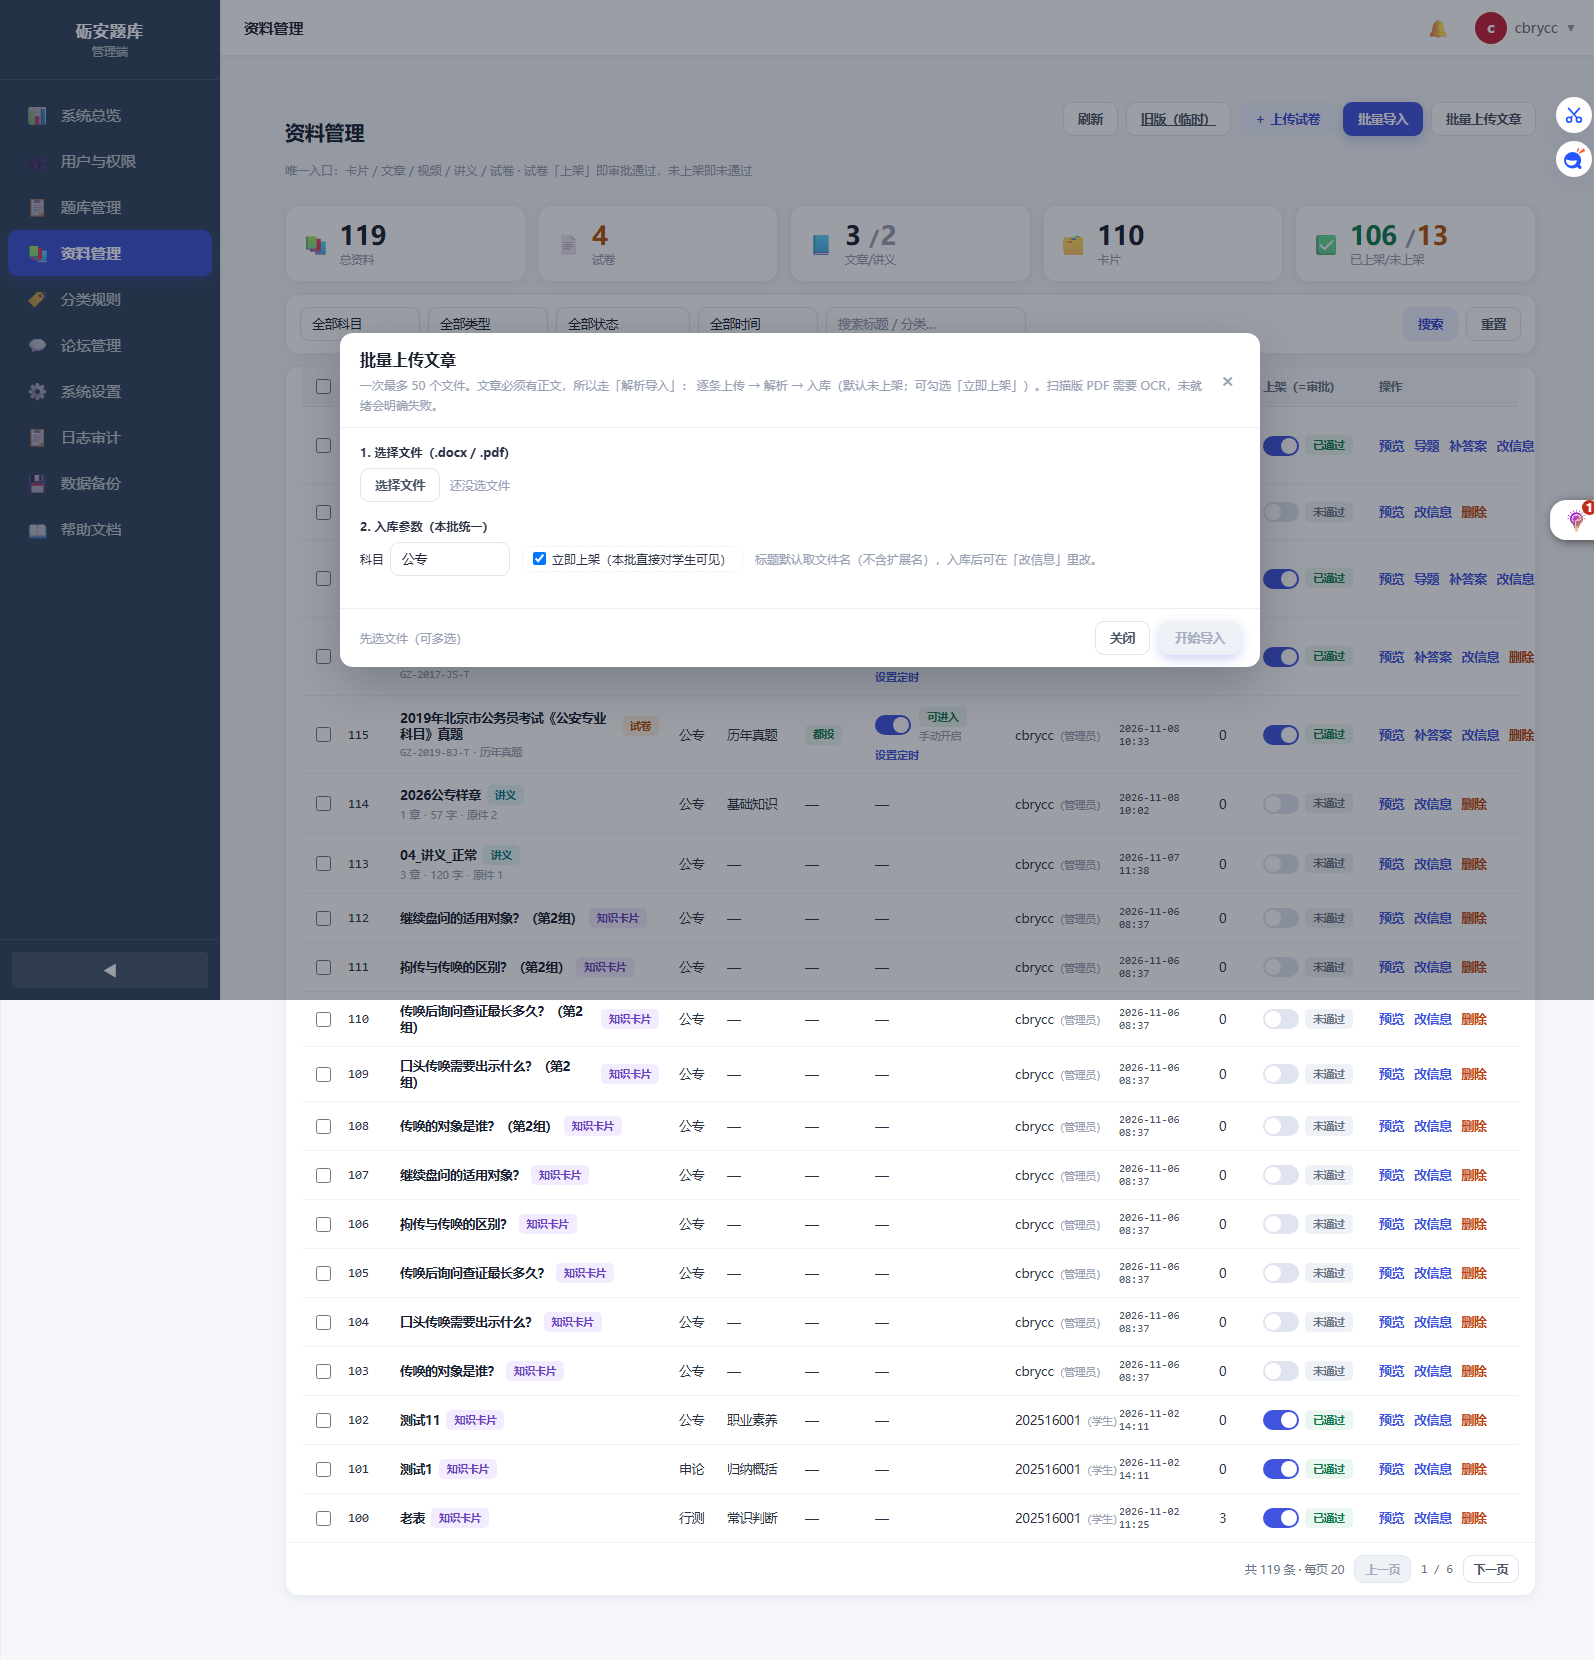 砺安题库
管理端
系统总览
用户与权限
题库管理
资料管理
分类规则
论坛管理
系统设置
日志审计
数据备份
帮助文档
◀
资料管理
c cbrycc ▼
资料管理
刷新 旧版（临时） + 上传试卷 批量导入 批量上传文章
唯一入口：卡片 / 文章 / 视频 / 讲义 / 试卷 · 试卷「上架」即审批通过，未上架即未通过
119 总资料
4 试卷
3 /2 文章/讲义
110 卡片
106 /13 已上架/未上架
全部科目 全部类型 全部状态 全部时间 搜索标题 / 分类... 搜索 重置
批量上传文章
一次最多 50 个文件。文章必须有正文，所以走「解析导入」： 逐条上传 → 解析 → 入库（默认未上架；可勾选「立即上架」）。扫描版 PDF 需要 OCR，未就
绪会明确失败。
×
1. 选择文件（.docx / .pdf）
选择文件 还没选文件
2. 入库参数（本批统一）
科目 公专 立即上架（本批直接对学生可见） 标题默认取文件名（不含扩展名），入库后可在「改信息」里改。
先选文件（可多选） 关闭 开始导入
上架（=审批） 操作
已通过 预览 导题 补答案 改信息
未通过 预览 改信息 删除
已通过 预览 导题 补答案 改信息
1
已通过 预览 补答案 改信息 删除
GZ-2017-JS-T 设置定时
115 2019年北京市公务员考试《公安专业科目》真题 试卷 GZ-2019-BJ-T · 历年真题 公专 历年真题 都投 可进入 手动开启 设置定时 cbrycc (管理员) 2026-11-08 10:33 0 已通过 预览 补答案 改信息 删除
114 2026公专样章 讲义 1 章 · 57 字 · 原件 2 公专 基础知识 — — cbrycc (管理员) 2026-11-08 10:02 0 未通过 预览 改信息 删除
113 04_讲义_正常 讲义 3 章 · 120 字 · 原件 1 公专 — — — cbrycc (管理员) 2026-11-07 11:38 0 未通过 预览 改信息 删除
112 继续盘问的适用对象？（第2组） 知识卡片 公专 — — — cbrycc (管理员) 2026-11-06 08:37 0 未通过 预览 改信息 删除
111 拘传与传唤的区别？（第2组） 知识卡片 公专 — — — cbrycc (管理员) 2026-11-06 08:37 0 未通过 预览 改信息 删除
110 传唤后询问查证最长多久？（第2组） 知识卡片 公专 — — — cbrycc (管理员) 2026-11-06 08:37 0 未通过 预览 改信息 删除
109 口头传唤需要出示什么？（第2组） 知识卡片 公专 — — — cbrycc (管理员) 2026-11-06 08:37 0 未通过 预览 改信息 删除
108 传唤的对象是谁？（第2组） 知识卡片 公专 — — — cbrycc (管理员) 2026-11-06 08:37 0 未通过 预览 改信息 删除
107 继续盘问的适用对象？ 知识卡片 公专 — — — cbrycc (管理员) 2026-11-06 08:37 0 未通过 预览 改信息 删除
106 拘传与传唤的区别？ 知识卡片 公专 — — — cbrycc (管理员) 2026-11-06 08:37 0 未通过 预览 改信息 删除
105 传唤后询问查证最长多久？ 知识卡片 公专 — — — cbrycc (管理员) 2026-11-06 08:37 0 未通过 预览 改信息 删除
104 口头传唤需要出示什么？ 知识卡片 公专 — — — cbrycc (管理员) 2026-11-06 08:37 0 未通过 预览 改信息 删除
103 传唤的对象是谁？ 知识卡片 公专 — — — cbrycc (管理员) 2026-11-06 08:37 0 未通过 预览 改信息 删除
102 测试11 知识卡片 公专 职业素养 — — 202516001 (学生) 2026-11-02 14:11 0 已通过 预览 改信息 删除
101 测试1 知识卡片 申论 归纳概括 — — 202516001 (学生) 2026-11-02 14:11 0 已通过 预览 改信息 删除
100 老表 知识卡片 行测 常识判断 — — 202516001 (学生) 2026-11-02 11:25 3 已通过 预览 改信息 删除
共 119 条 · 每页 20 上一页 1 / 6 下一页